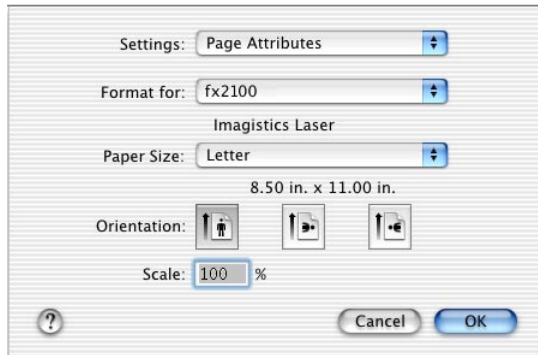 Settings: Page Attributes
Format for: fx2100
Imagistics Laser
Paper Size: Letter
8.50 in. x 11.00 in.
Orientation:
Scale: 100 %
? Cancel OK